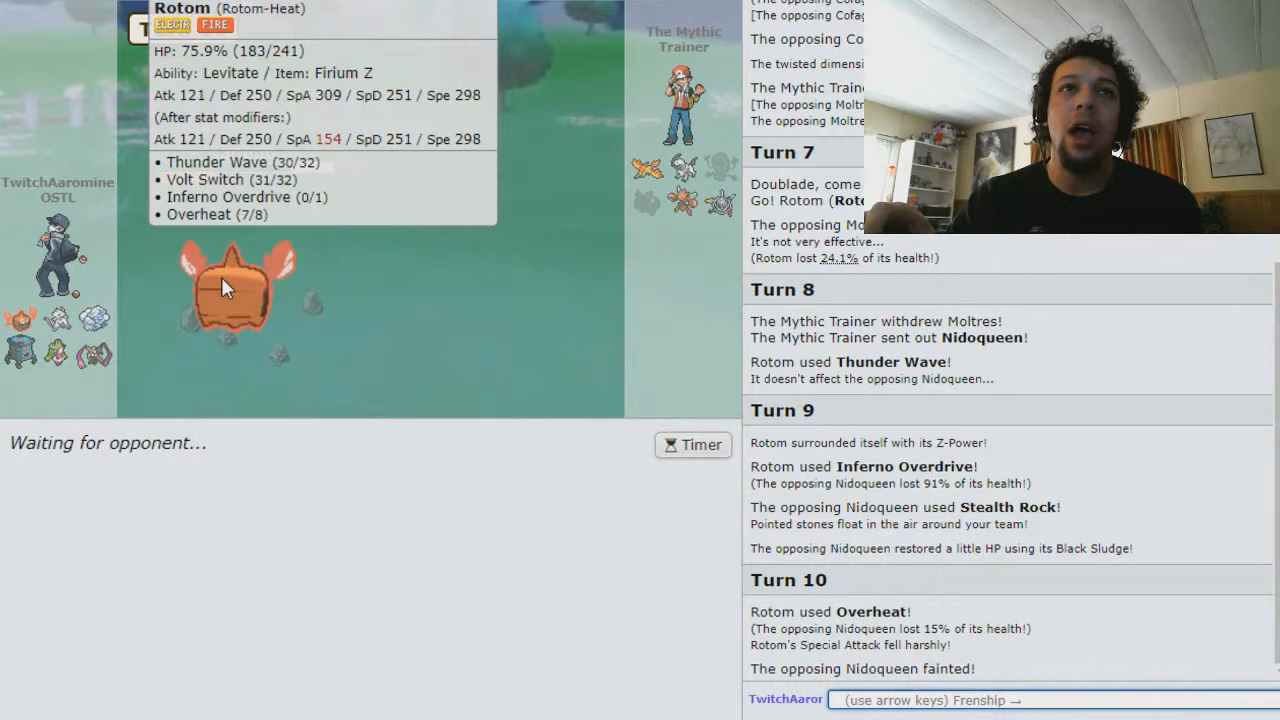 Rotom (Rotom-Heat)
ELECTR FIRE
HP: 75.9% (183/241)
Ability: Levitate / Item: Firium Z
Atk 121 / Def 250 / SpA 309 / SpD 251 / Spe 298
(After stat modifiers:)
Atk 121 / Def 250 / SpA 154 / SpD 251 / Spe 298
• Thunder Wave (30/32)
• Volt Switch (31/32)
• Inferno Overdrive (0/1)
• Overheat (7/8)
TwitchAaromine
OSTL
The Mythic
Trainer
Waiting for opponent...
Timer
[The opposing Cofag
The opposing Co
The twisted dimensi
The Mythic Traine
[The opposing Moltr
The opposing Moltre
Turn 7
Doublade, come
Go! Rotom (Roto
The opposing Mo
It's not very effective...
(Rotom lost 24.1% of its health!)
Turn 8
The Mythic Trainer withdrew Moltres!
The Mythic Trainer sent out Nidoqueen!
Rotom used Thunder Wave!
It doesn't affect the opposing Nidoqueen...
Turn 9
Rotom surrounded itself with its Z-Power!
Rotom used Inferno Overdrive!
(The opposing Nidoqueen lost 91% of its health!)
The opposing Nidoqueen used Stealth Rock!
Pointed stones float in the air around your team!
The opposing Nidoqueen restored a little HP using its Black Sludge!
Turn 10
Rotom used Overheat!
(The opposing Nidoqueen lost 15% of its health!)
Rotom's Special Attack fell harshly!
The opposing Nidoqueen fainted!
TwitchAaror (use arrow keys) Frenship →